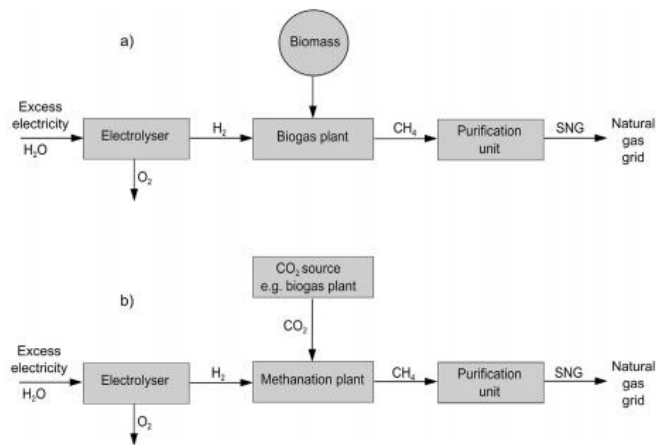 a)
Biomass
Excess
electricity
H₂O
Electrolyser
H₂
Biogas plant
CH₄
Purification
unit
SNG
Natural
gas
grid
O₂
b)
CO₂ source
e.g. biogas plant
CO₂
Excess
electricity
H₂O
Electrolyser
H₂
Methanation plant
CH₄
Purification
unit
SNG
Natural
gas
grid
O₂